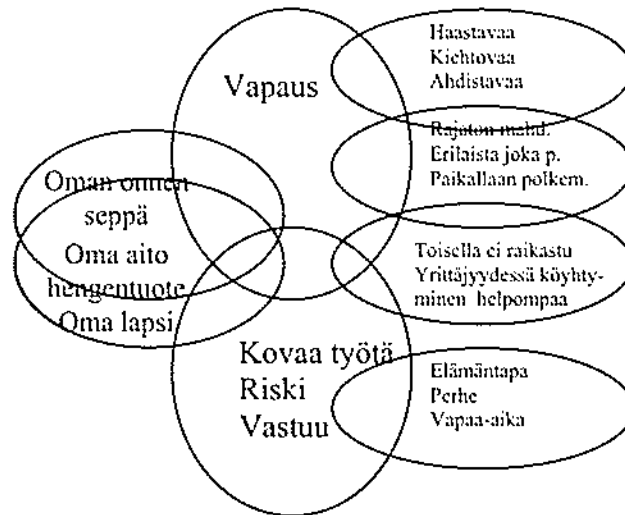 Vapaus
Haastavaa
Kiehtovaa
Ahdistavaa
Rajaton mahd.
Erilaista joka p.
Paikallaan polkem.
Oman onnen
seppä
Oma aito
hengentuote
Oma lapsi
Toisella ei raikastu
Yrittäjyydessä köyhty-
minen helpompaa
Kovaa työtä
Riski
Vastuu
Elämäntapa
Perhe
Vapaa-aika